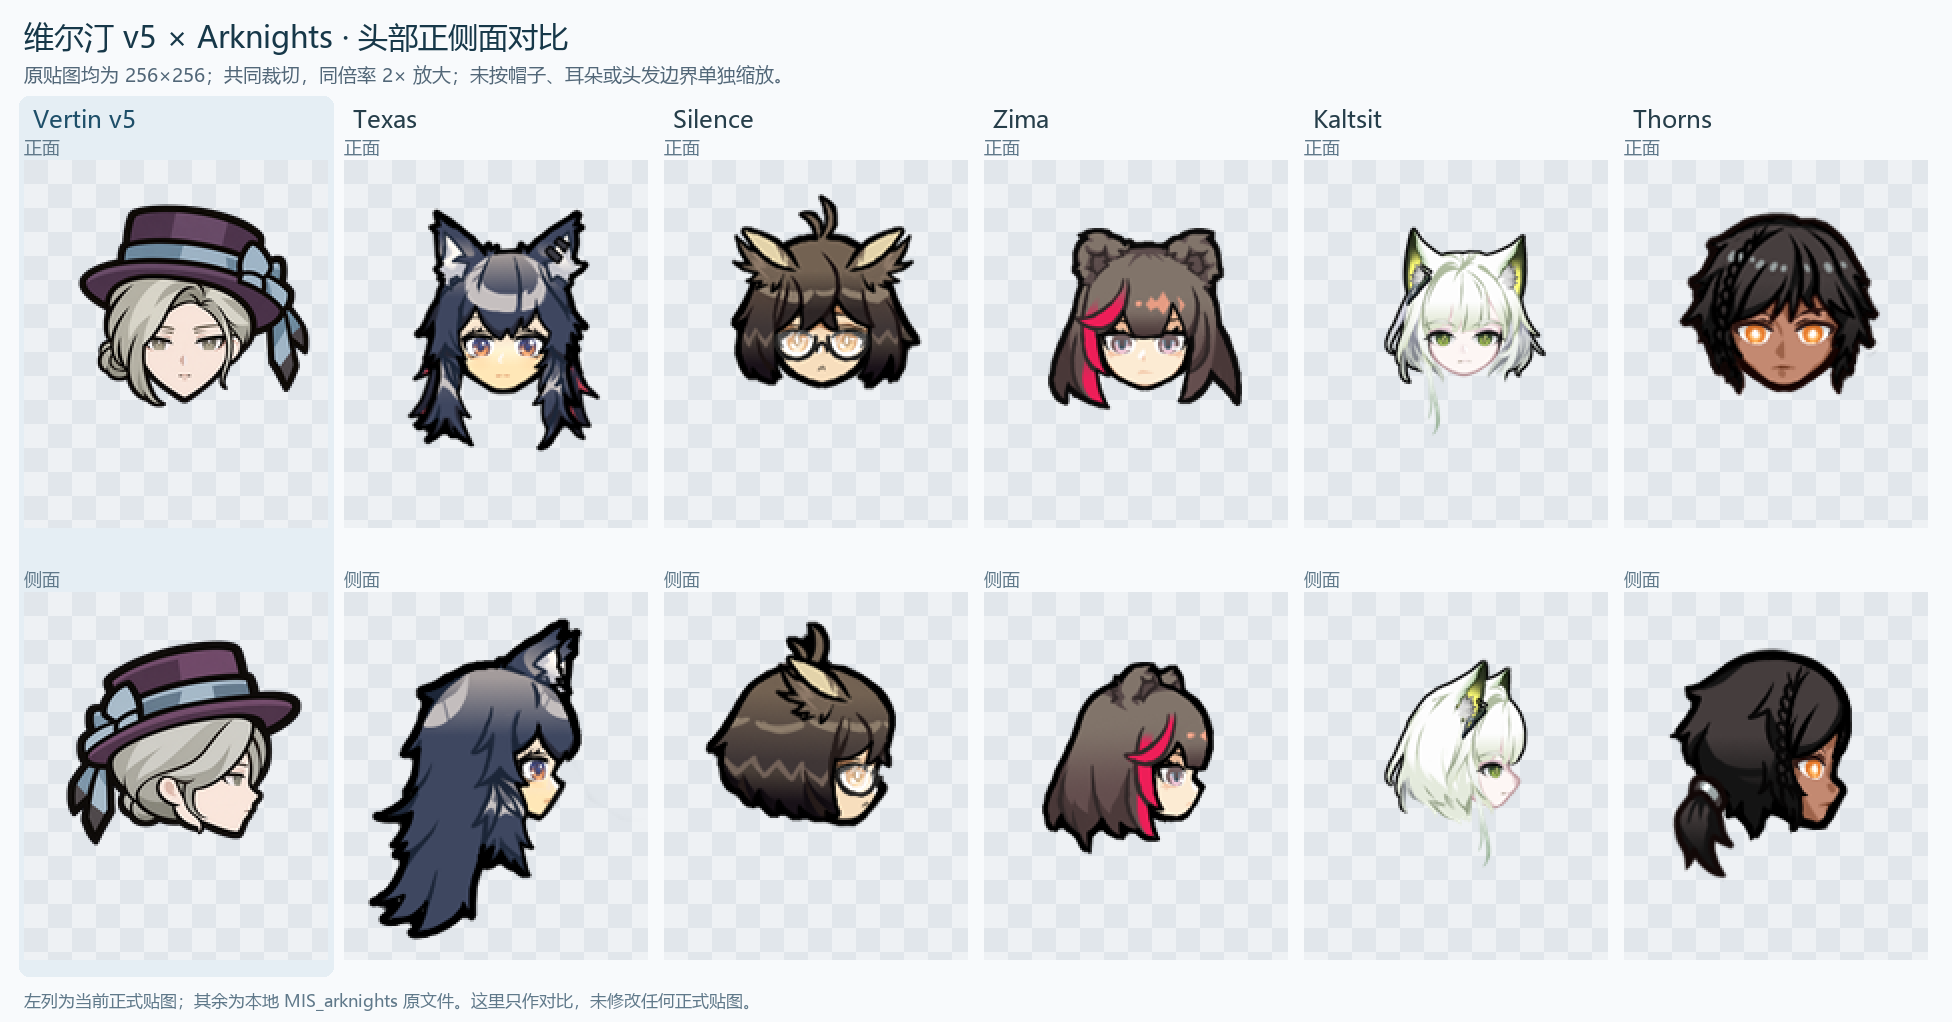 维尔汀 v5 × Arknights · 头部正侧面对比
原贴图均为 256×256；共同裁切，同倍率 2× 放大；未按帽子、耳朵或头发边界单独缩放。
Vertin v5
Texas
Silence
Zima
Kaltsit
Thorns
正面
正面
正面
正面
正面
正面
侧面
侧面
侧面
侧面
侧面
侧面
左列为当前正式贴图；其余为本地 MIS_arknights 原文件。这里只作对比，未修改任何正式贴图。